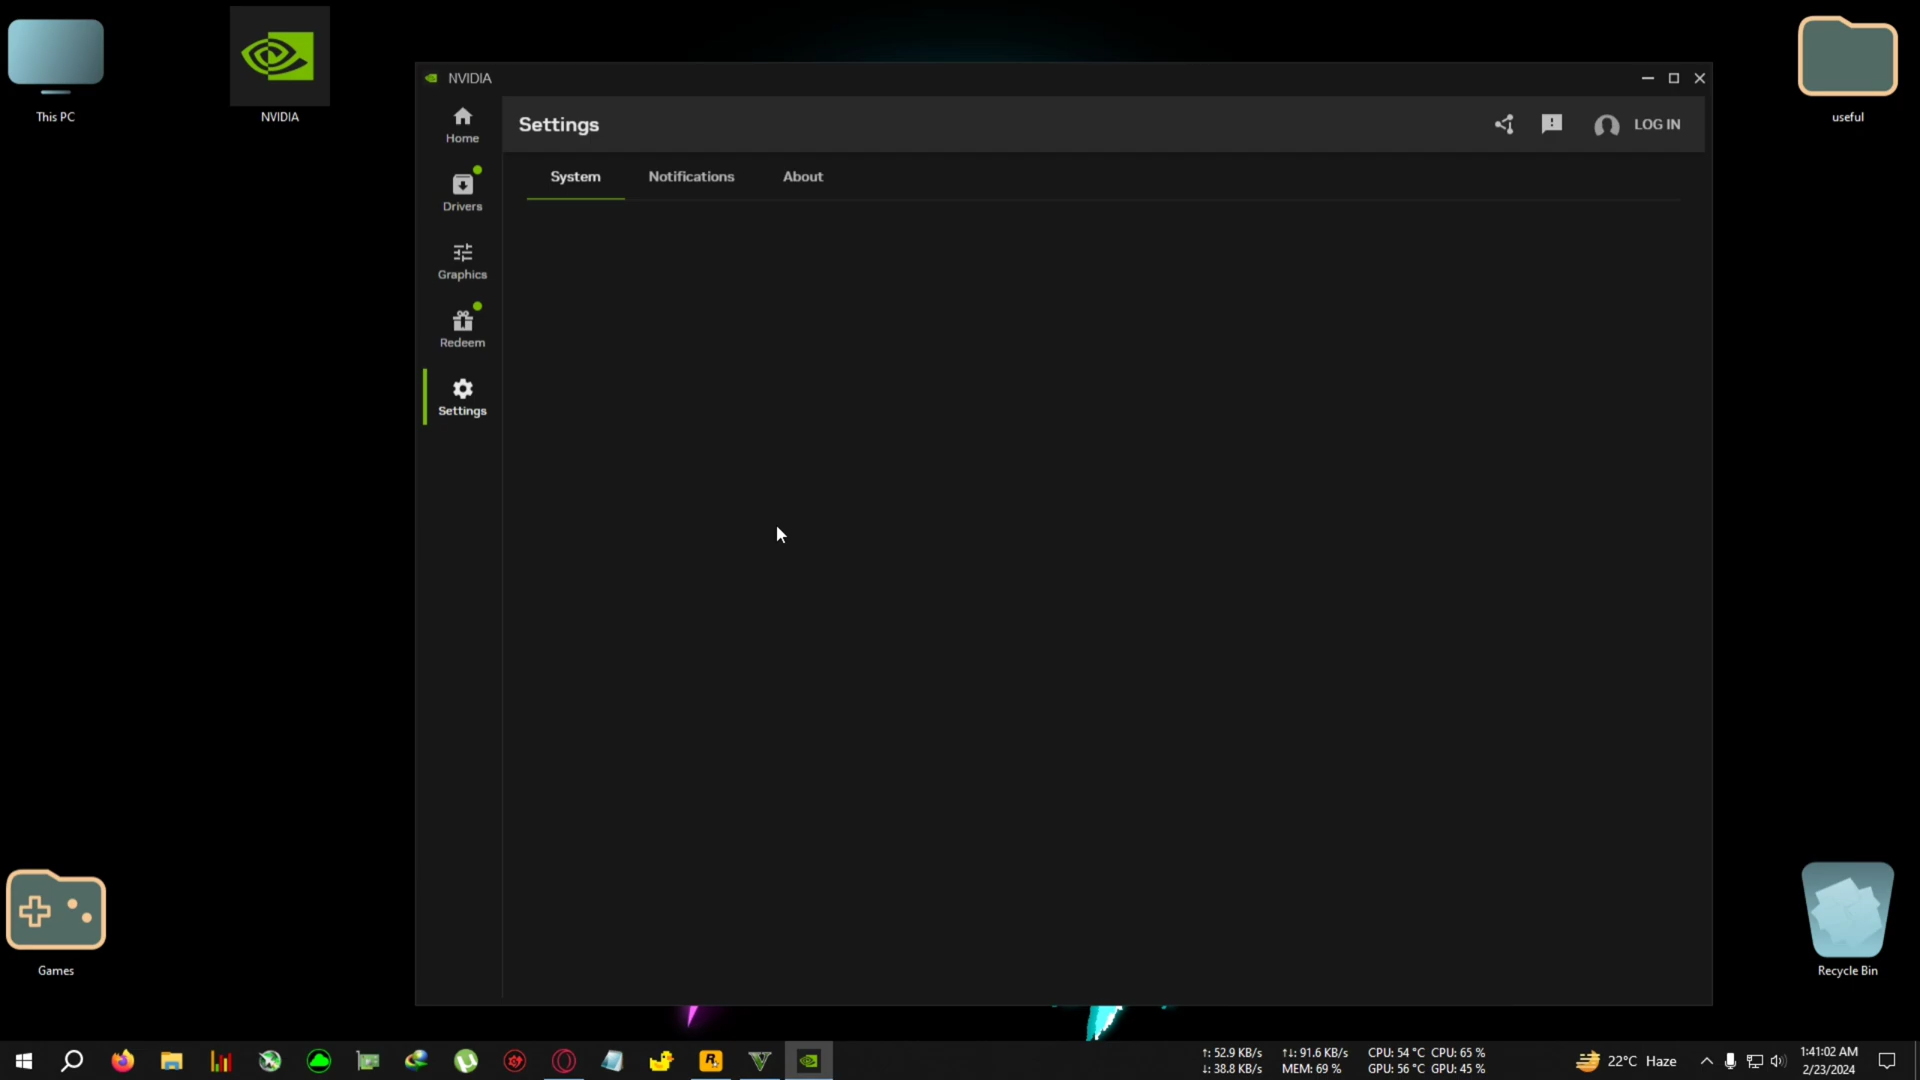 This PC
NVIDIA
useful
NVIDIA
Settings
LOG IN
System
Notifications
About
Home
Drivers
Graphics
Redeem
Settings
Games
Recycle Bin
R
V
↑: 52.9 KB/s
↓: 38.8 KB/s
↑↓: 91.6 KB/s
MEM: 69 %
CPU: 54 °C CPU: 65 %
GPU: 56 °C GPU: 45 %
22°C Haze
1:41:02 AM
2/23/2024